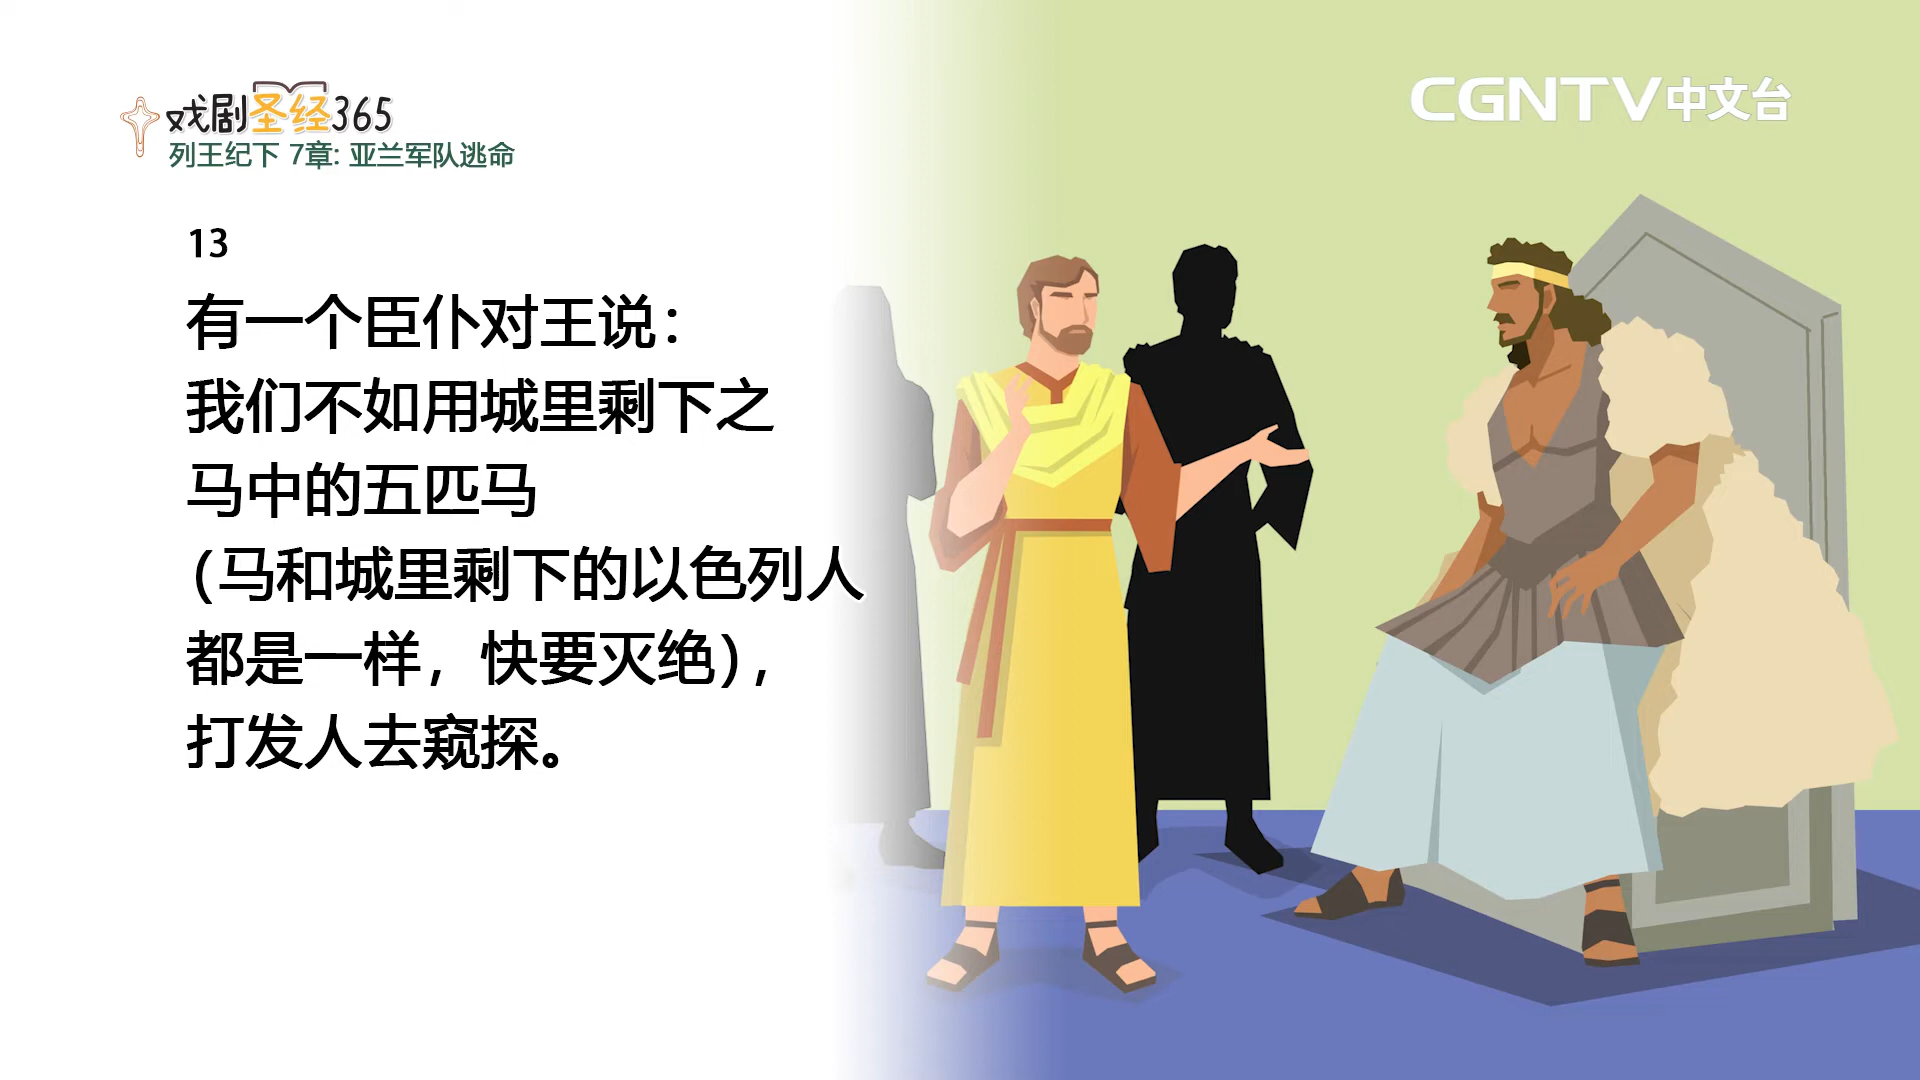 戏剧圣经365
CGNTV中文台
列王纪下 7章: 亚兰军队逃命
13
有一个臣仆对王说：
我们不如用城里剩下之
马中的五匹马
（马和城里剩下的以色列人
都是一样，快要灭绝），
打发人去窥探。